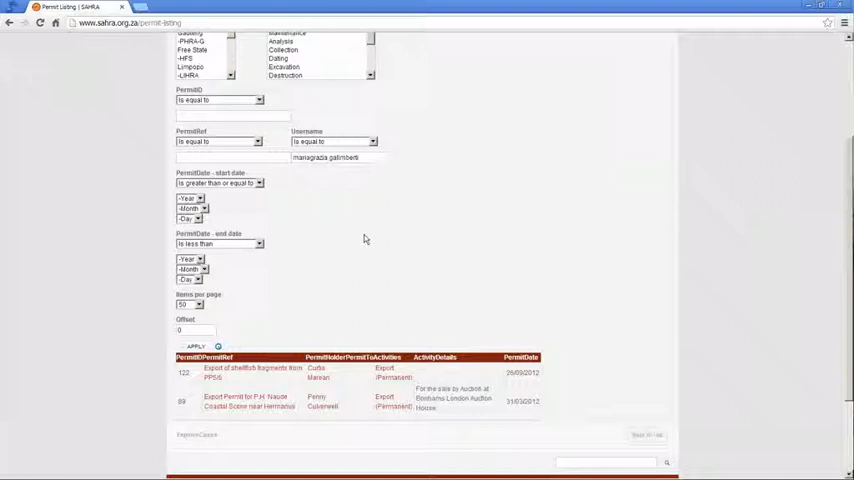 Permit Listing | SAHRA
www.sahra.org.za/permit-listing
Gauteng
-PHRA-G
Free State
-HFS
Limpopo
-LIHRA
Maintenance
Analysis
Collection
Dating
Excavation
Destruction
PermitID
Is equal to
PermitRef
Username
Is equal to
Is equal to
mariagrazia galimberti
PermitDate - start date
Is greater than or equal to
-Year
-Month
-Day
PermitDate - end date
Is less than
-Year
-Month
-Day
Items per page
50
Offset
0
APPLY
PermitID PermitRef PermitHolder PermitTo Activities ActivityDetails PermitDate
122 Export of shellfish fragments from PP5/6 Curtis Marean Export (Permanent) 26/09/2012
89 Export Permit for P.H. Naude Coastal Scene near Hermanus Penny Culverwell Export (Permanent) For the sale by Auction at Bonhams London Auction House. 31/03/2012